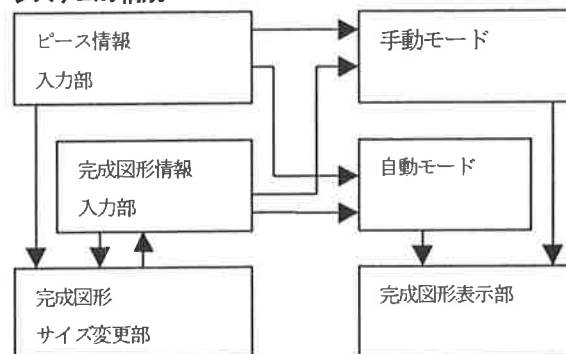 ピース情報
入力部
手動モード
完成図形情報
入力部
自動モード
完成図形
サイズ変更部
完成図形表示部